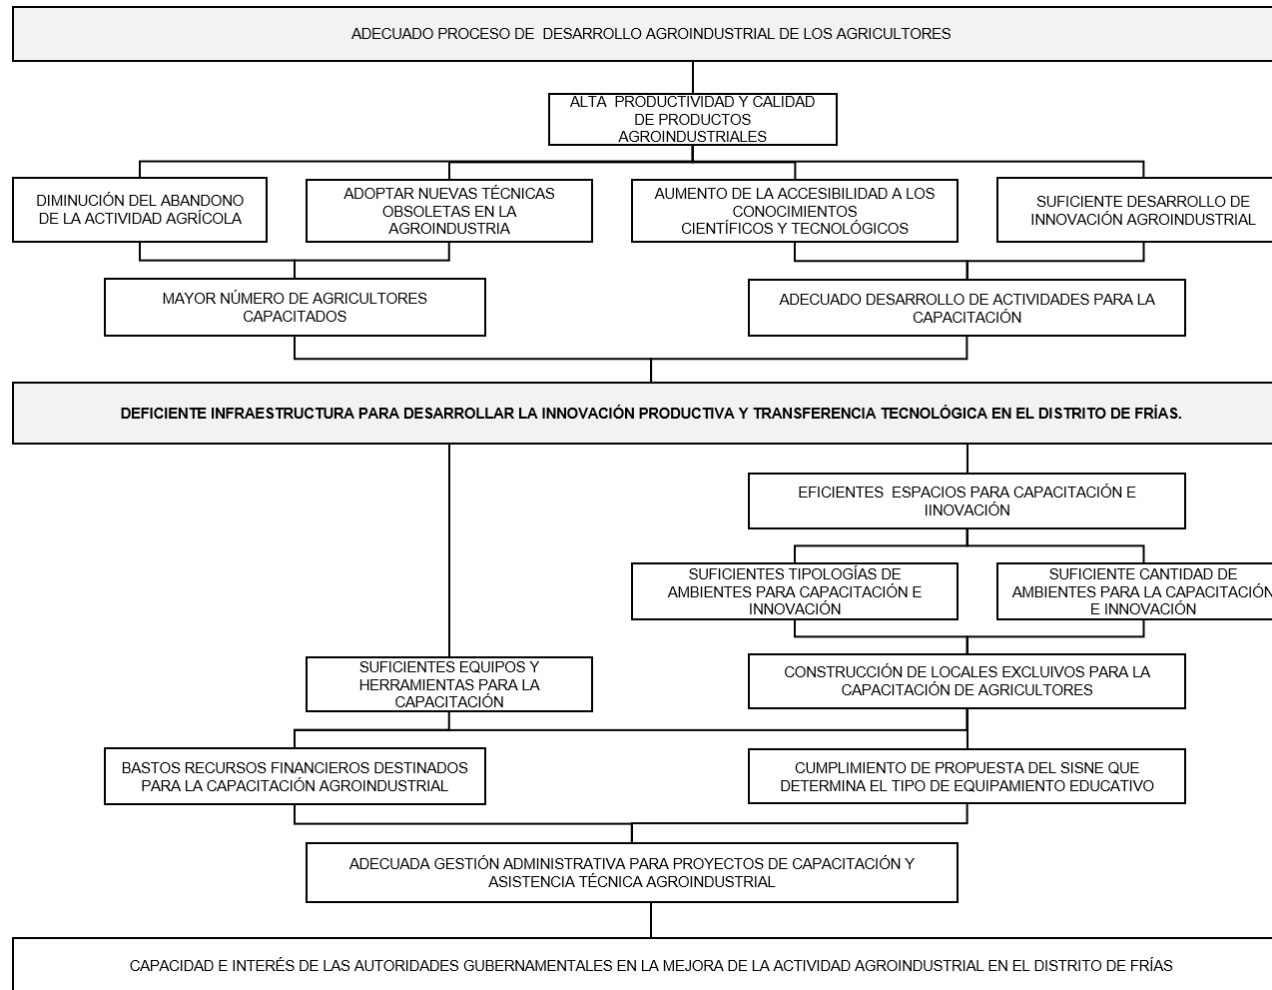 ADECUADO PROCESO DE DESARROLLO AGROINDUSTRIAL DE LOS AGRICULTORES
ALTA PRODUCTIVIDAD Y CALIDAD
DE PRODUCTOS
AGROINDUSTRIALES
DIMINUCIÓN DEL ABANDONO
DE LA ACTIVIDAD AGRÍCOLA
ADOPTAR NUEVAS TÉCNICAS
OBSOLETAS EN LA
AGROINDUSTRIA
AUMENTO DE LA ACCESIBILIDAD A LOS
CONOCIMIENTOS
CIENTÍFICOS Y TECNOLÓGICOS
SUFICIENTE DESARROLLO DE
INNOVACIÓN AGROINDUSTRIAL
MAYOR NÚMERO DE AGRICULTORES
CAPACITADOS
ADECUADO DESARROLLO DE ACTIVIDADES PARA LA
CAPACITACIÓN
DEFICIENTE INFRAESTRUCTURA PARA DESARROLLAR LA INNOVACIÓN PRODUCTIVA Y TRANSFERENCIA TECNOLÓGICA EN EL DISTRITO DE FRÍAS.
EFICIENTES ESPACIOS PARA CAPACITACIÓN E
IINOVACIÓN
SUFICIENTES TIPOLOGÍAS DE
AMBIENTES PARA CAPACITACIÓN E
INNOVACIÓN
SUFICIENTE CANTIDAD DE
AMBIENTES PARA LA CAPACITACIÓN
E INNOVACIÓN
SUFICIENTES EQUIPOS Y
HERRAMIENTAS PARA LA
CAPACITACIÓN
CONSTRUCCIÓN DE LOCALES EXCLUIVOS PARA LA
CAPACITACIÓN DE AGRICULTORES
BASTOS RECURSOS FINANCIEROS DESTINADOS
PARA LA CAPACITACIÓN AGROINDUSTRIAL
CUMPLIMIENTO DE PROPUESTA DEL SISNE QUE
DETERMINA EL TIPO DE EQUIPAMIENTO EDUCATIVO
ADECUADA GESTIÓN ADMINISTRATIVA PARA PROYECTOS DE CAPACITACIÓN Y
ASISTENCIA TÉCNICA AGROINDUSTRIAL
CAPACIDAD E INTERÉS DE LAS AUTORIDADES GUBERNAMENTALES EN LA MEJORA DE LA ACTIVIDAD AGROINDUSTRIAL EN EL DISTRITO DE FRÍAS